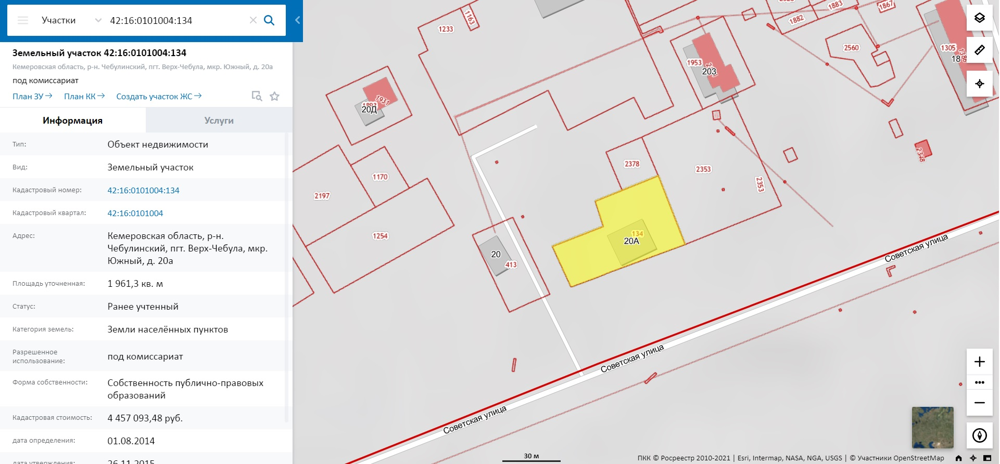 Участки
42:16:0101004:134
Земельный участок 42:16:0101004:134
Кемеровская область, р-н. Чебулинский, пгт. Верх-Чебула, мкр. Южный, д. 20а
под комиссариат
План ЗУ
План КК
Создать участок ЖС
Информация
Услуги
Тип:
Объект недвижимости
Вид:
Земельный участок
Кадастровый номер:
42:16:0101004:134
Кадастровый квартал:
42:16:0101004
Адрес:
Кемеровская область, р-н.
Чебулинский, пгт. Верх-Чебула, мкр.
Южный, д. 20а
Площадь уточненная:
1 961,3 кв. м
Статус:
Ранее учтенный
Категория земель:
Земли населённых пунктов
Разрешенное
использование:
под комиссариат
Форма собственности:
Собственность публично-правовых
образований
Кадастровая стоимость:
4 457 093,48 руб.
дата определения:
01.08.2014
дата утверждения:
26.11.2015
1163
1883
1867
1233
1882
2560
1305
18
1953
203
1931
20Д
2348
2378
2353
2353
1170
2197
1254
134
20А
20
413
Советская улица
Советская улица
Советская улица
30 м
ПКК © Росреестр 2010-2021 | Esri, Intermap, NASA, NGA, USGS | © Участники OpenStreetMap